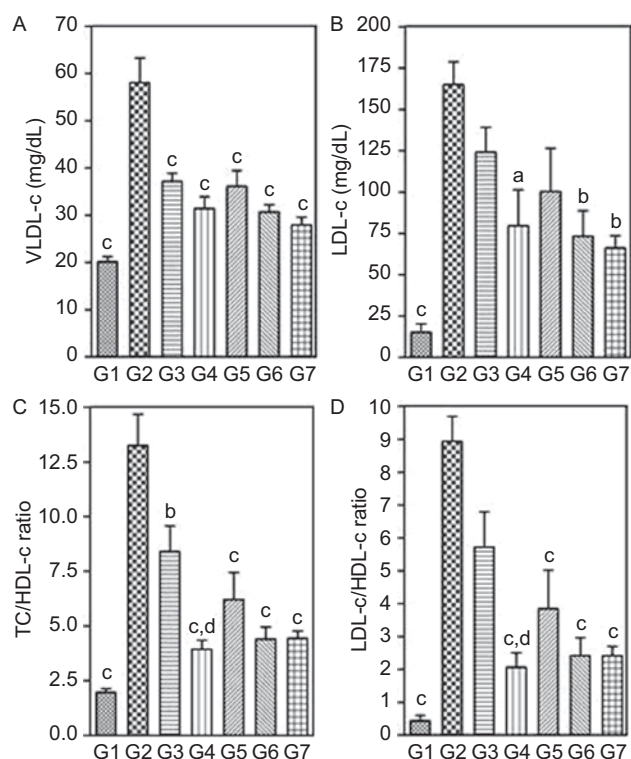 A
VLDL-c (mg/dL)
70
60
50
40
30
20
10
0
c
c
c
c
c
c
G1 G2 G3 G4 G5 G6 G7
B
LDL-c (mg/dL)
200
175
150
125
100
75
50
25
0
c
a
b
b
G1 G2 G3 G4 G5 G6 G7
C
TC/HDL-c ratio
15.0
12.5
10.0
7.5
5.0
2.5
0.0
c
b
c,d
c
c
c
G1 G2 G3 G4 G5 G6 G7
D
LDL-c/HDL-c ratio
10
9
8
7
6
5
4
3
2
1
0
c
c,d
c
c
c
G1 G2 G3 G4 G5 G6 G7